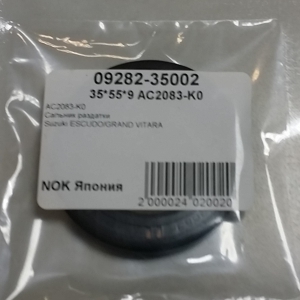 09282-35002
35*55*9 AC2083-K0
AC2083-K0
Сальник раздатки
Suzuki ESCUDO/GRAND VITARA
NOK Япония
2 000024 020020